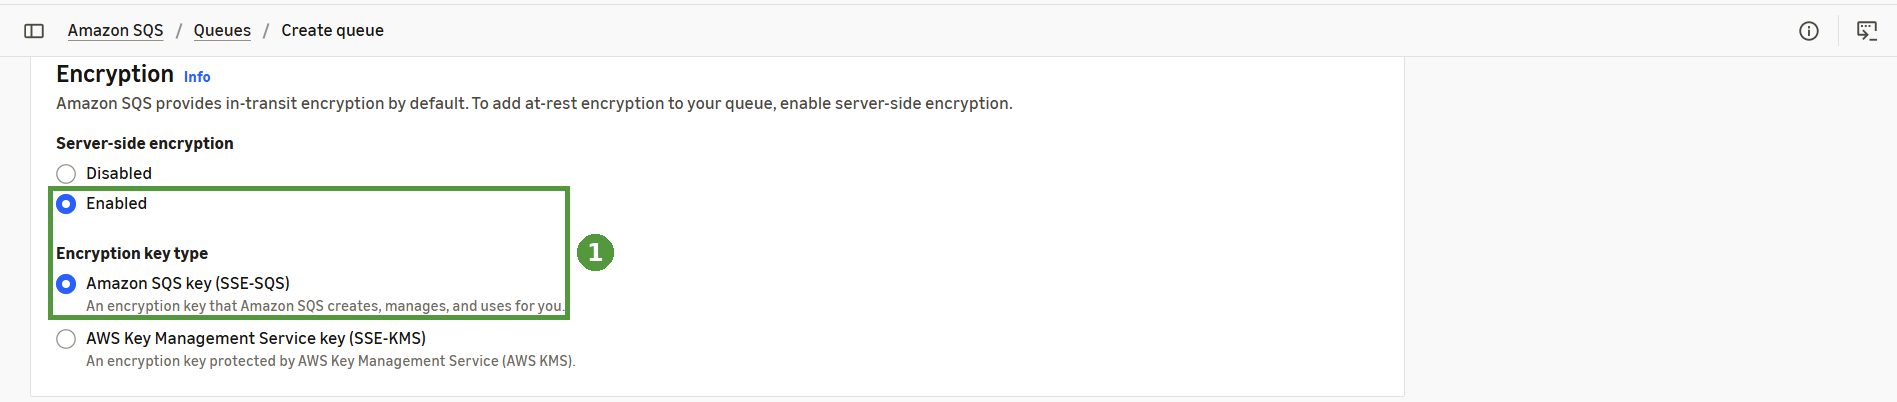 Amazon SQS / Queues / Create queue
Encryption Info
Amazon SQS provides in-transit encryption by default. To add at-rest encryption to your queue, enable server-side encryption.
Server-side encryption
Disabled
Enabled
Encryption key type
1
Amazon SQS key (SSE-SQS)
An encryption key that Amazon SQS creates, manages, and uses for you.
AWS Key Management Service key (SSE-KMS)
An encryption key protected by AWS Key Management Service (AWS KMS).